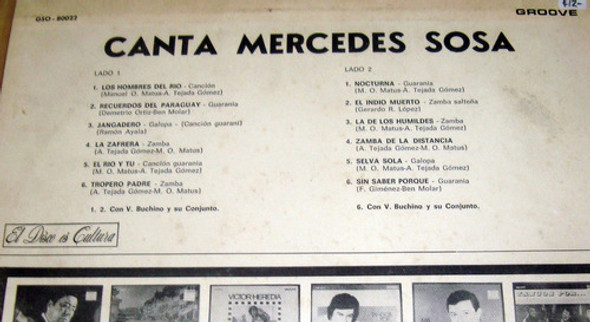 GSO - 80023
GROOVE
CANTA MERCEDES SOSA
LADO 1
1. LOS HOMBRES DEL RIO - Canción
(Manuel O. Matus-A. Tejada Gómez)
2. RECUERDOS DEL PARAGUAY - Guarania
(Demetrio Ortiz-Ben Molar)
3. JANGADERO - Galopa - (Canción guaraní)
(Ramón Ayala)
4. LA ZAFRERA - Zamba
(A. Tejada Gómez-M. O. Matus)
5. EL RIO Y TU - Canción guaraní
(M. O. Matus-A. Tejada Gómez)
6. TROPERO PADRE - Zamba
(A. Tejada Gómez-M. O. Matus)
1. 2. Con V. Buchino y su Conjunto.
LADO 2
1. NOCTURNA - Guarania
(M. O. Matus-A. Tejada Gómez)
2. EL INDIO MUERTO - Zamba salteña
(Gerardo R. López)
3. LA DE LOS HUMILDES - Zamba
(M. O. Matus-A. Tejada Gómez)
4. ZAMBA DE LA DISTANCIA
(A. Tejada Gómez-M. O. Matus)
5. SELVA SOLA - Galopa
(M. O. Matus-A. Tejada Gómez)
6. SIN SABER PORQUE - Guarania
(F. Giménez-Ben Molar)
6. Con V. Buchino y su Conjunto.
El Disco es Cultura
VICTOR HEREDIA